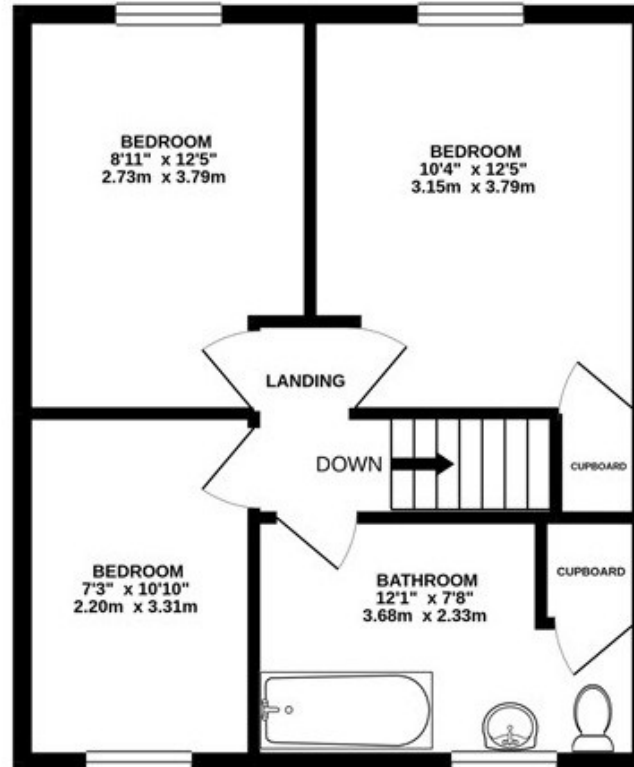 BEDROOM
8'11" x 12'5"
2.73m x 3.79m
BEDROOM
10'4" x 12'5"
3.15m x 3.79m
LANDING
DOWN
CUPBOARD
BEDROOM
7'3" x 10'10"
2.20m x 3.31m
BATHROOM
12'1" x 7'8"
3.68m x 2.33m
CUPBOARD